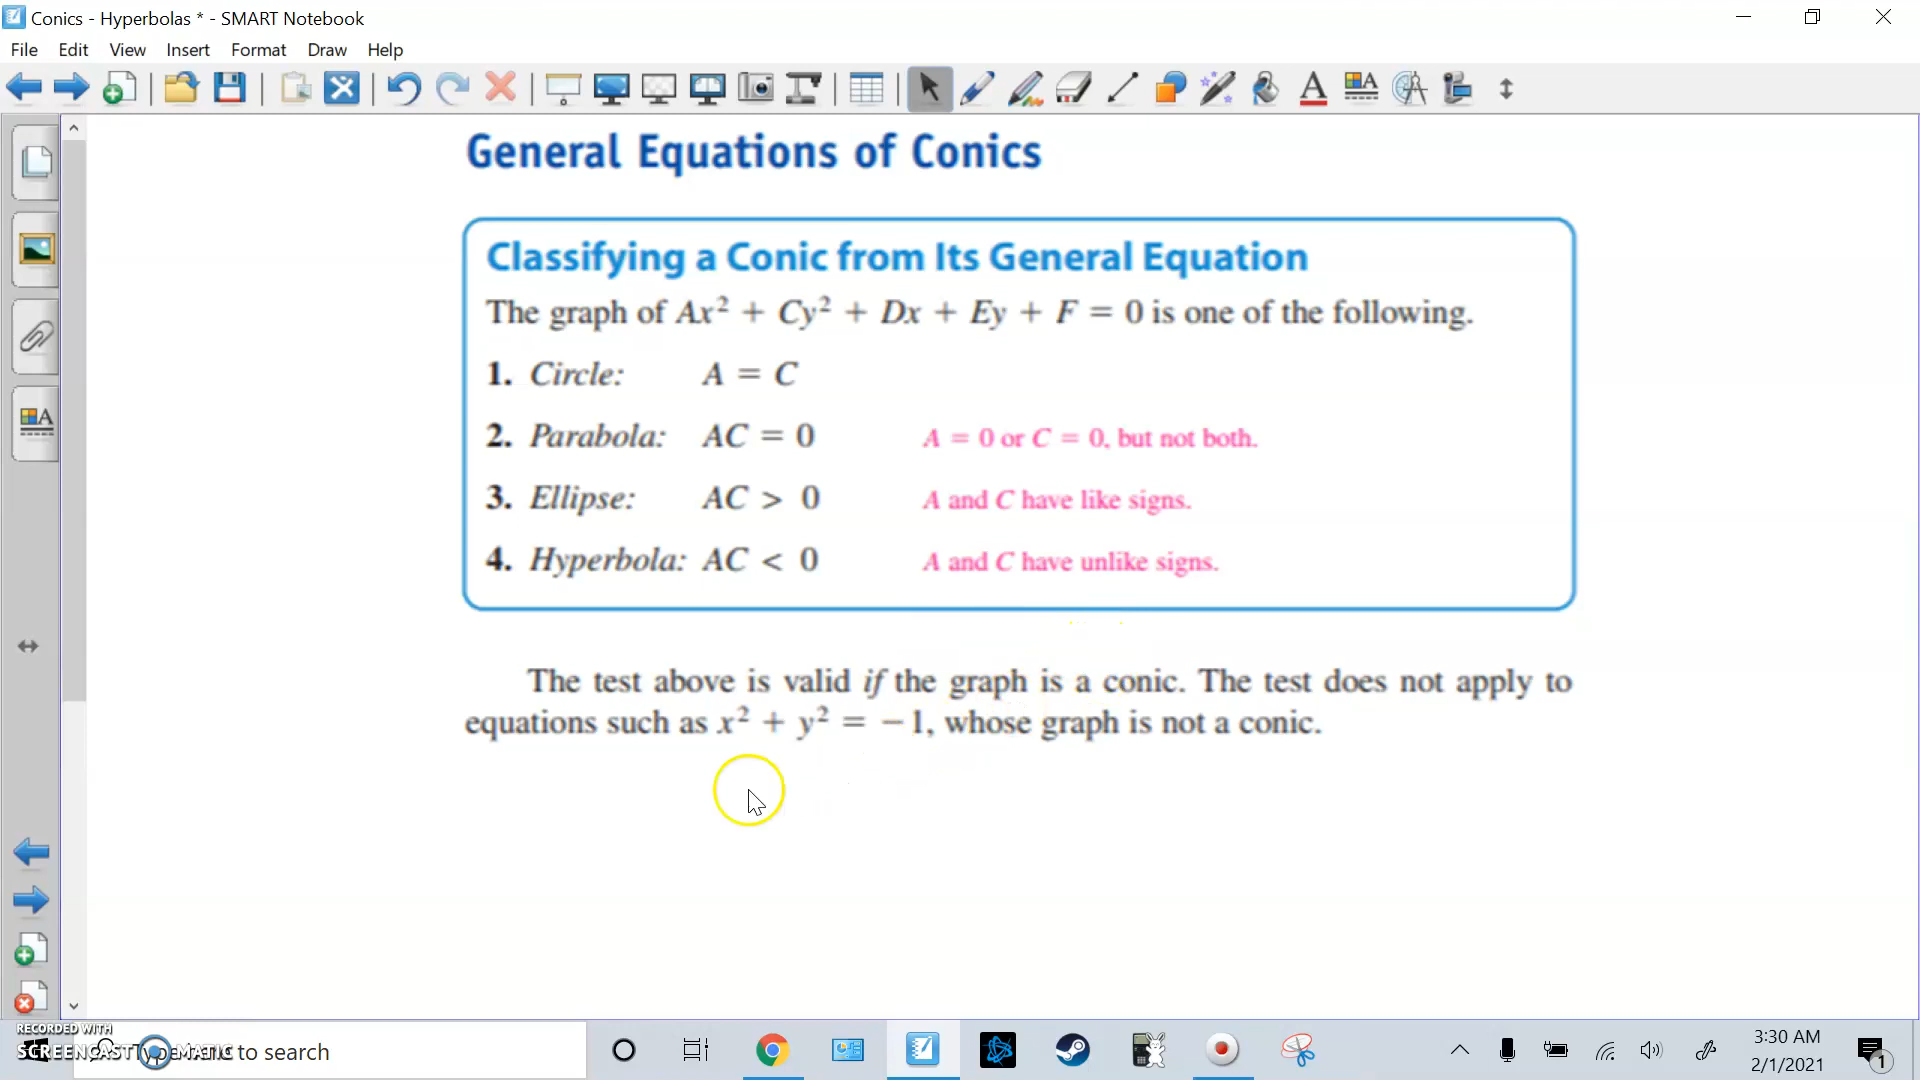 Conics - Hyperbolas * - SMART Notebook
File Edit View Insert Format Draw Help
General Equations of Conics
Classifying a Conic from Its General Equation
The graph of Ax² + Cy² + Dx + Ey + F = 0 is one of the following.
1. Circle: A = C
2. Parabola: AC = 0 A = 0 or C = 0, but not both.
3. Ellipse: AC > 0 A and C have like signs.
4. Hyperbola: AC < 0 A and C have unlike signs.
The test above is valid if the graph is a conic. The test does not apply to
equations such as x² + y² = −1, whose graph is not a conic.
RECORDED WITH
SCREENCAST MATIC
Type to search
3:30 AM
2/1/2021
1